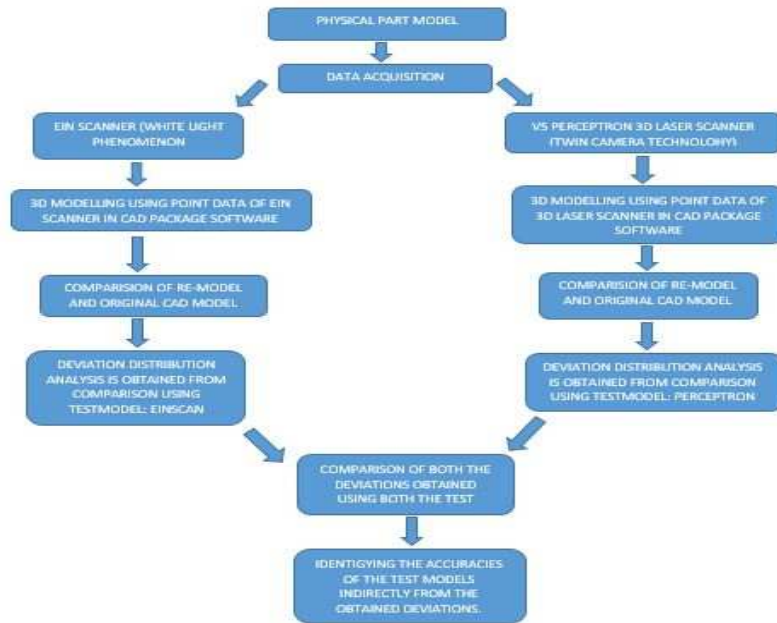 PHYSICAL PART MODEL
DATA ACQUISITION
EIN SCANNER (WHITE LIGHT
PHENOMENON
3D MODELLING USING POINT DATA OF EIN
SCANNER IN CAD PACKAGE SOFTWARE
COMPARISION OF RE-MODEL
AND ORIGINAL CAD MODEL
DEVIATION DISTRIBUTION
ANALYSIS IS OBTAINED FROM
COMPARISON USING
TESTMODEL: EINSCAN
V5 PERCEPTRON 3D LASER SCANNER
(TWIN CAMERA TECHNOLOHY)
3D MODELLING USING POINT DATA OF
3D LASER SCANNER IN CAD PACKAGE
SOFTWARE
COMPARISION OF RE-MODEL
AND ORIGINAL CAD MODEL
DEVIATION DISTRIBUTION ANALYSIS
IS OBTAINED FROM COMPARISON
USING TESTMODEL: PERCEPTRON
COMPARISON OF BOTH THE
DEVIATIONS OBTAINED
USING BOTH THE TEST
IDENTIGYING THE ACCURACIES
OF THE TEST MODELS
INDIRECTLY FROM THE
OBTAINED DEVIATIONS.